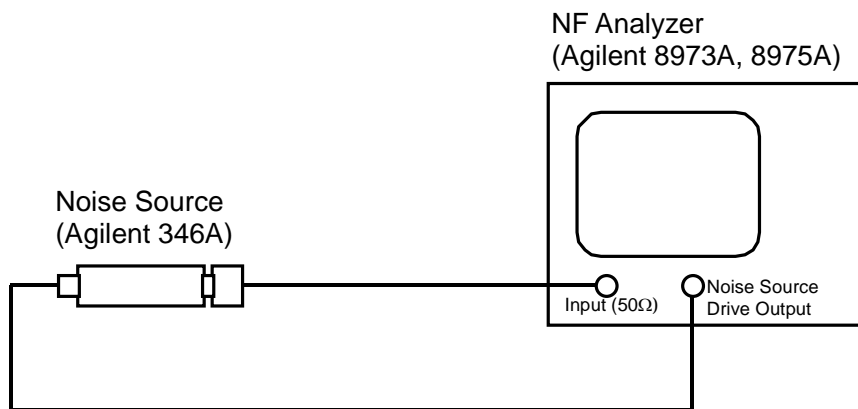 NF Analyzer
(Agilent 8973A, 8975A)
Noise Source
(Agilent 346A)
Input (50Ω)
Noise Source
Drive Output